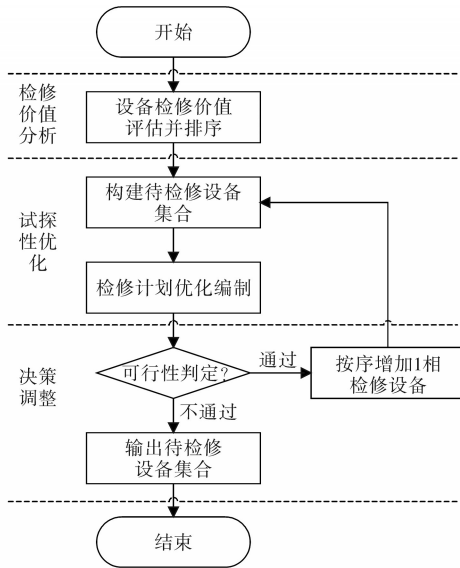 开始
检修
价值
分析
设备检修价值
评估并排序
试探
性优
化
构建待检修设备
集合
检修计划优化编制
决策
调整
可行性判定?
通过
按序增加1相
检修设备
不通过
输出待检修
设备集合
结束